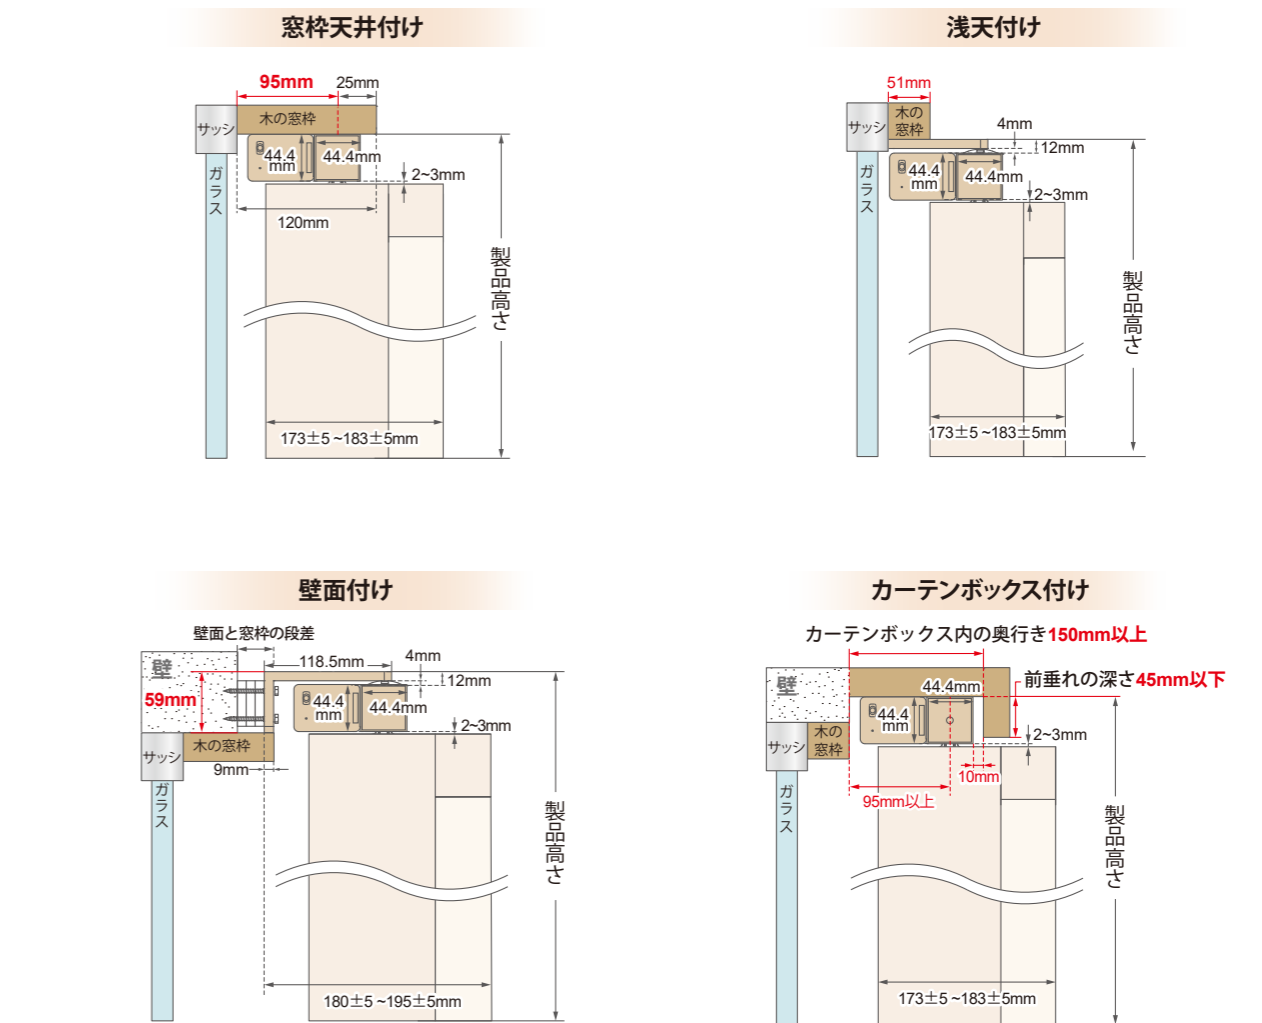 窓枠天井付け
95mm
25mm
サッシ
木の窓枠
44.4
mm
44.4mm
2~3mm
ガラス
120mm
製品高さ
173±5 ~183±5mm
浅天付け
51mm
サッシ
木の
窓枠
4mm
12mm
44.4
mm
44.4mm
2~3mm
ガラス
製品高さ
173±5 ~183±5mm
壁面付け
壁面と窓枠の段差
壁
118.5mm
4mm
12mm
59mm
44.4
mm
44.4mm
2~3mm
サッシ
木の窓枠
9mm
ガラス
製品高さ
180±5 ~195±5mm
カーテンボックス付け
カーテンボックス内の奥行き150mm以上
壁
44.4mm
前垂れの深さ45mm以下
44.4
mm
サッシ
木の
窓枠
2~3mm
10mm
95mm以上
ガラス
製品高さ
173±5 ~183±5mm